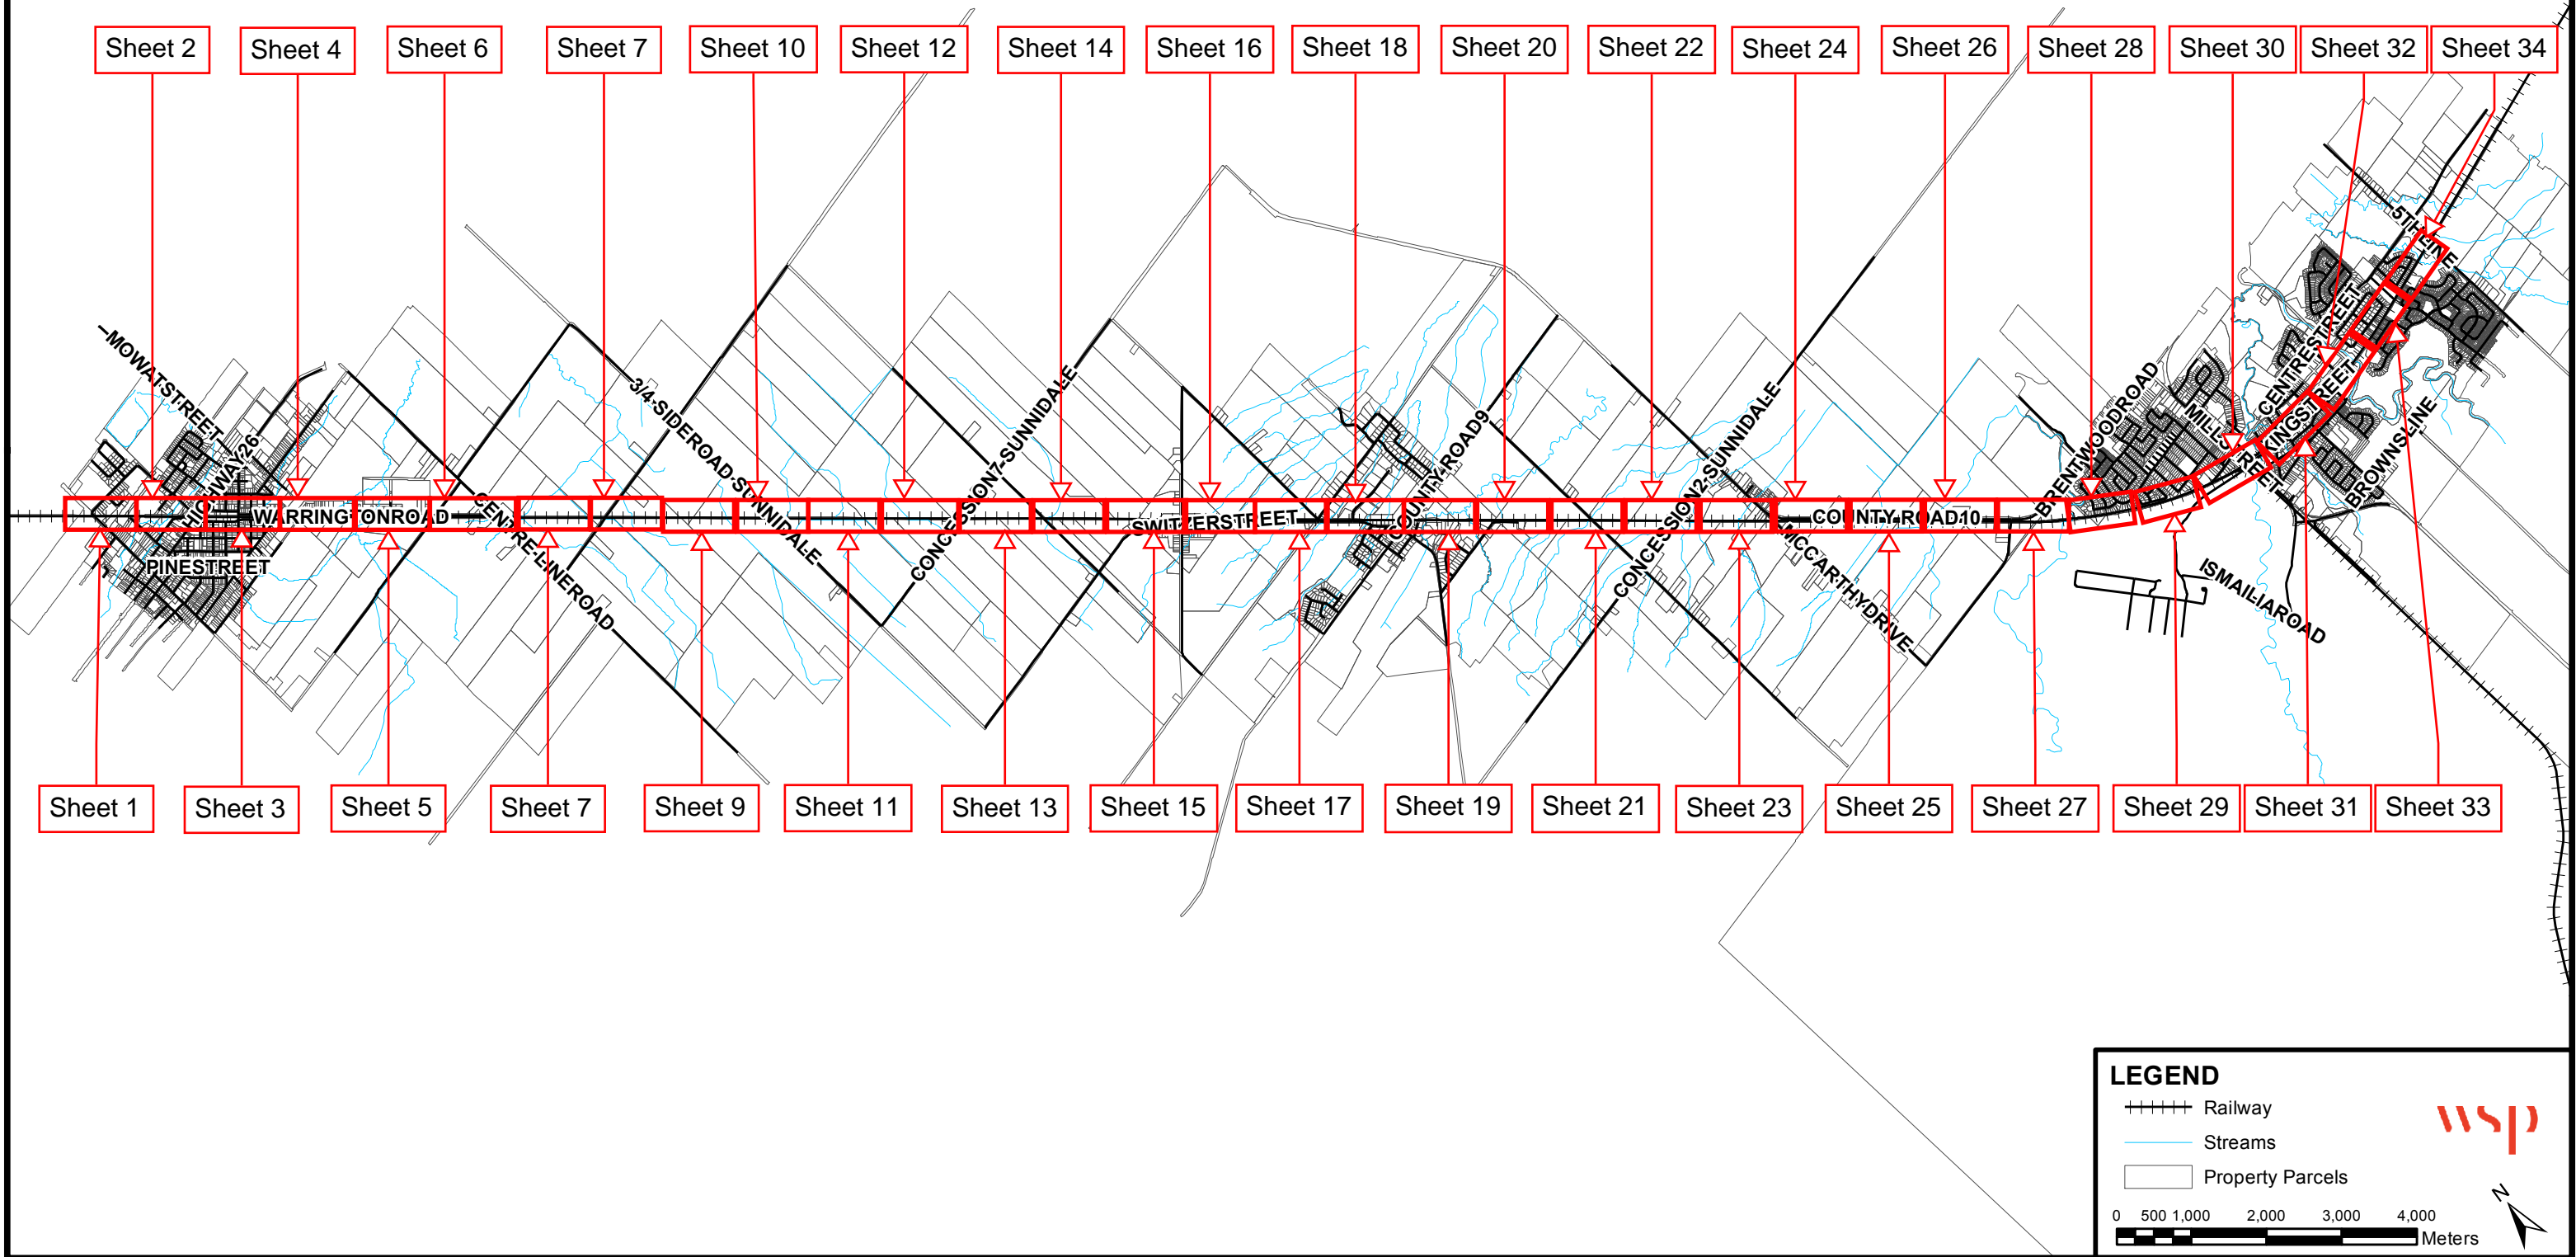 Sheet 2
Sheet 4
Sheet 6
Sheet 7
Sheet 10
Sheet 12
Sheet 14
Sheet 16
Sheet 18
Sheet 20
Sheet 22
Sheet 24
Sheet 26
Sheet 28
Sheet 30
Sheet 32
Sheet 34
MOWAT STREET
HIGHWAY 26
WARRINGTON ROAD
PINE STREET
CENTRE-LINE ROAD
3/4 SIDEROAD SUNNIDALE
CONCESSION 7 SUNNIDALE
SWITZER STREET
COUNTY ROAD 9
CONCESSION 2 SUNNIDALE
MCCARTHY DRIVE
COUNTY ROAD 10
BRENTWOOD ROAD
MILL STREET
CENTRE STREET
KING STREET
5TH LINE
BROWNS LINE
ISMAILIA ROAD
Sheet 1
Sheet 3
Sheet 5
Sheet 7
Sheet 9
Sheet 11
Sheet 13
Sheet 15
Sheet 17
Sheet 19
Sheet 21
Sheet 23
Sheet 25
Sheet 27
Sheet 29
Sheet 31
Sheet 33
LEGEND
Railway
Streams
Property Parcels
wsp
N
0 500 1,000 2,000 3,000 4,000
Meters